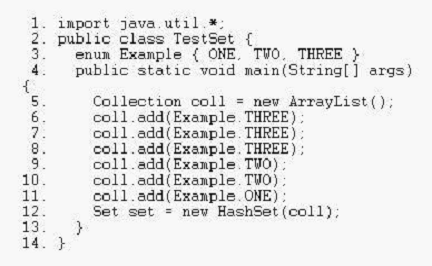 1. import java.util.*;
2. public class TestSet {
3. enum Example { ONE, TWO, THREE }
4. public static void main(String[] args)
{
5. Collection coll = new ArrayList();
6. coll.add(Example.THREE);
7. coll.add(Example.THREE);
8. coll.add(Example.THREE);
9. coll.add(Example.TWO);
10. coll.add(Example.TWO);
11. coll.add(Example.ONE);
12. Set set = new HashSet(coll);
13. }
14. }